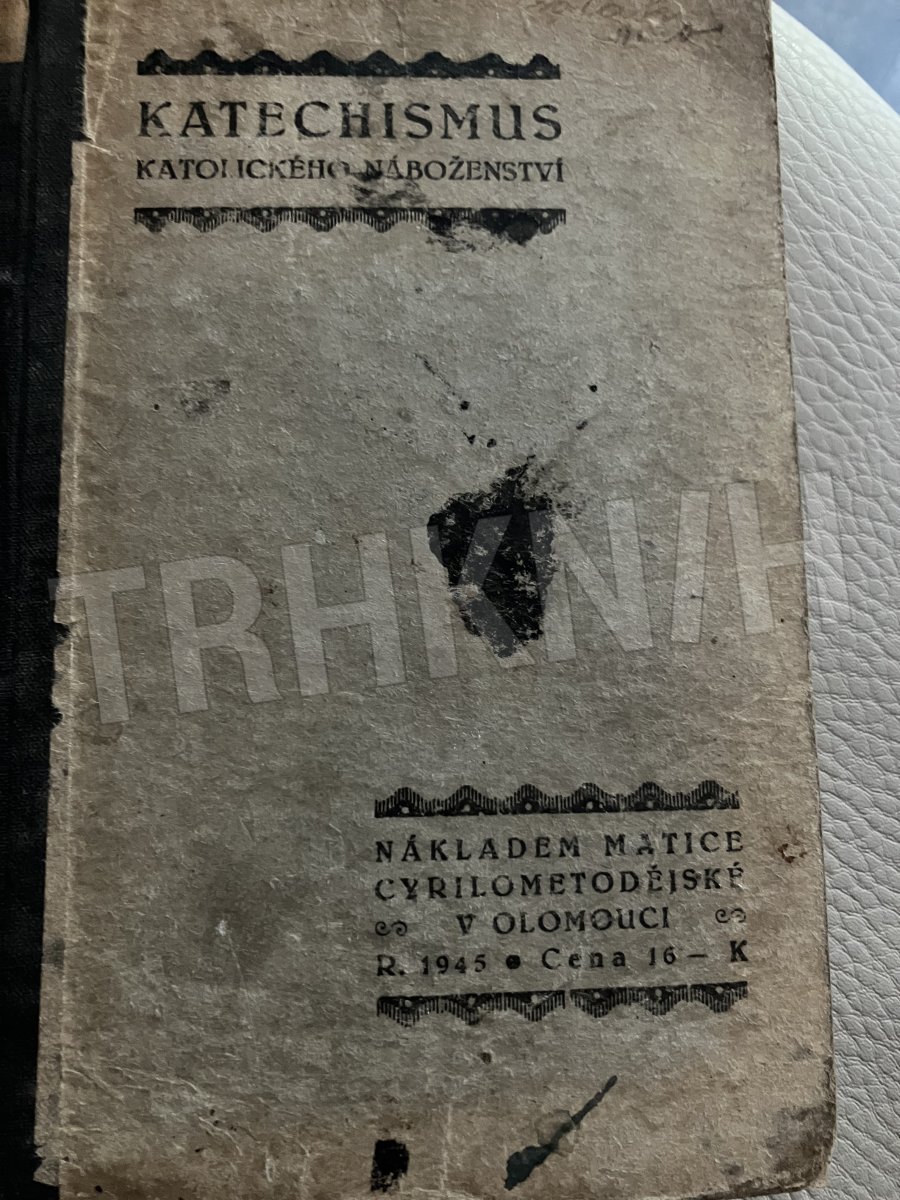 KATECHISMUS
KATOLICKÉHO NÁBOŽENSTVÍ
TRHKNIH
NÁKLADEM MATICE
CYRILOMETODĚJSKÉ
V OLOMOUCI
R. 1945 • Cena 16 – K